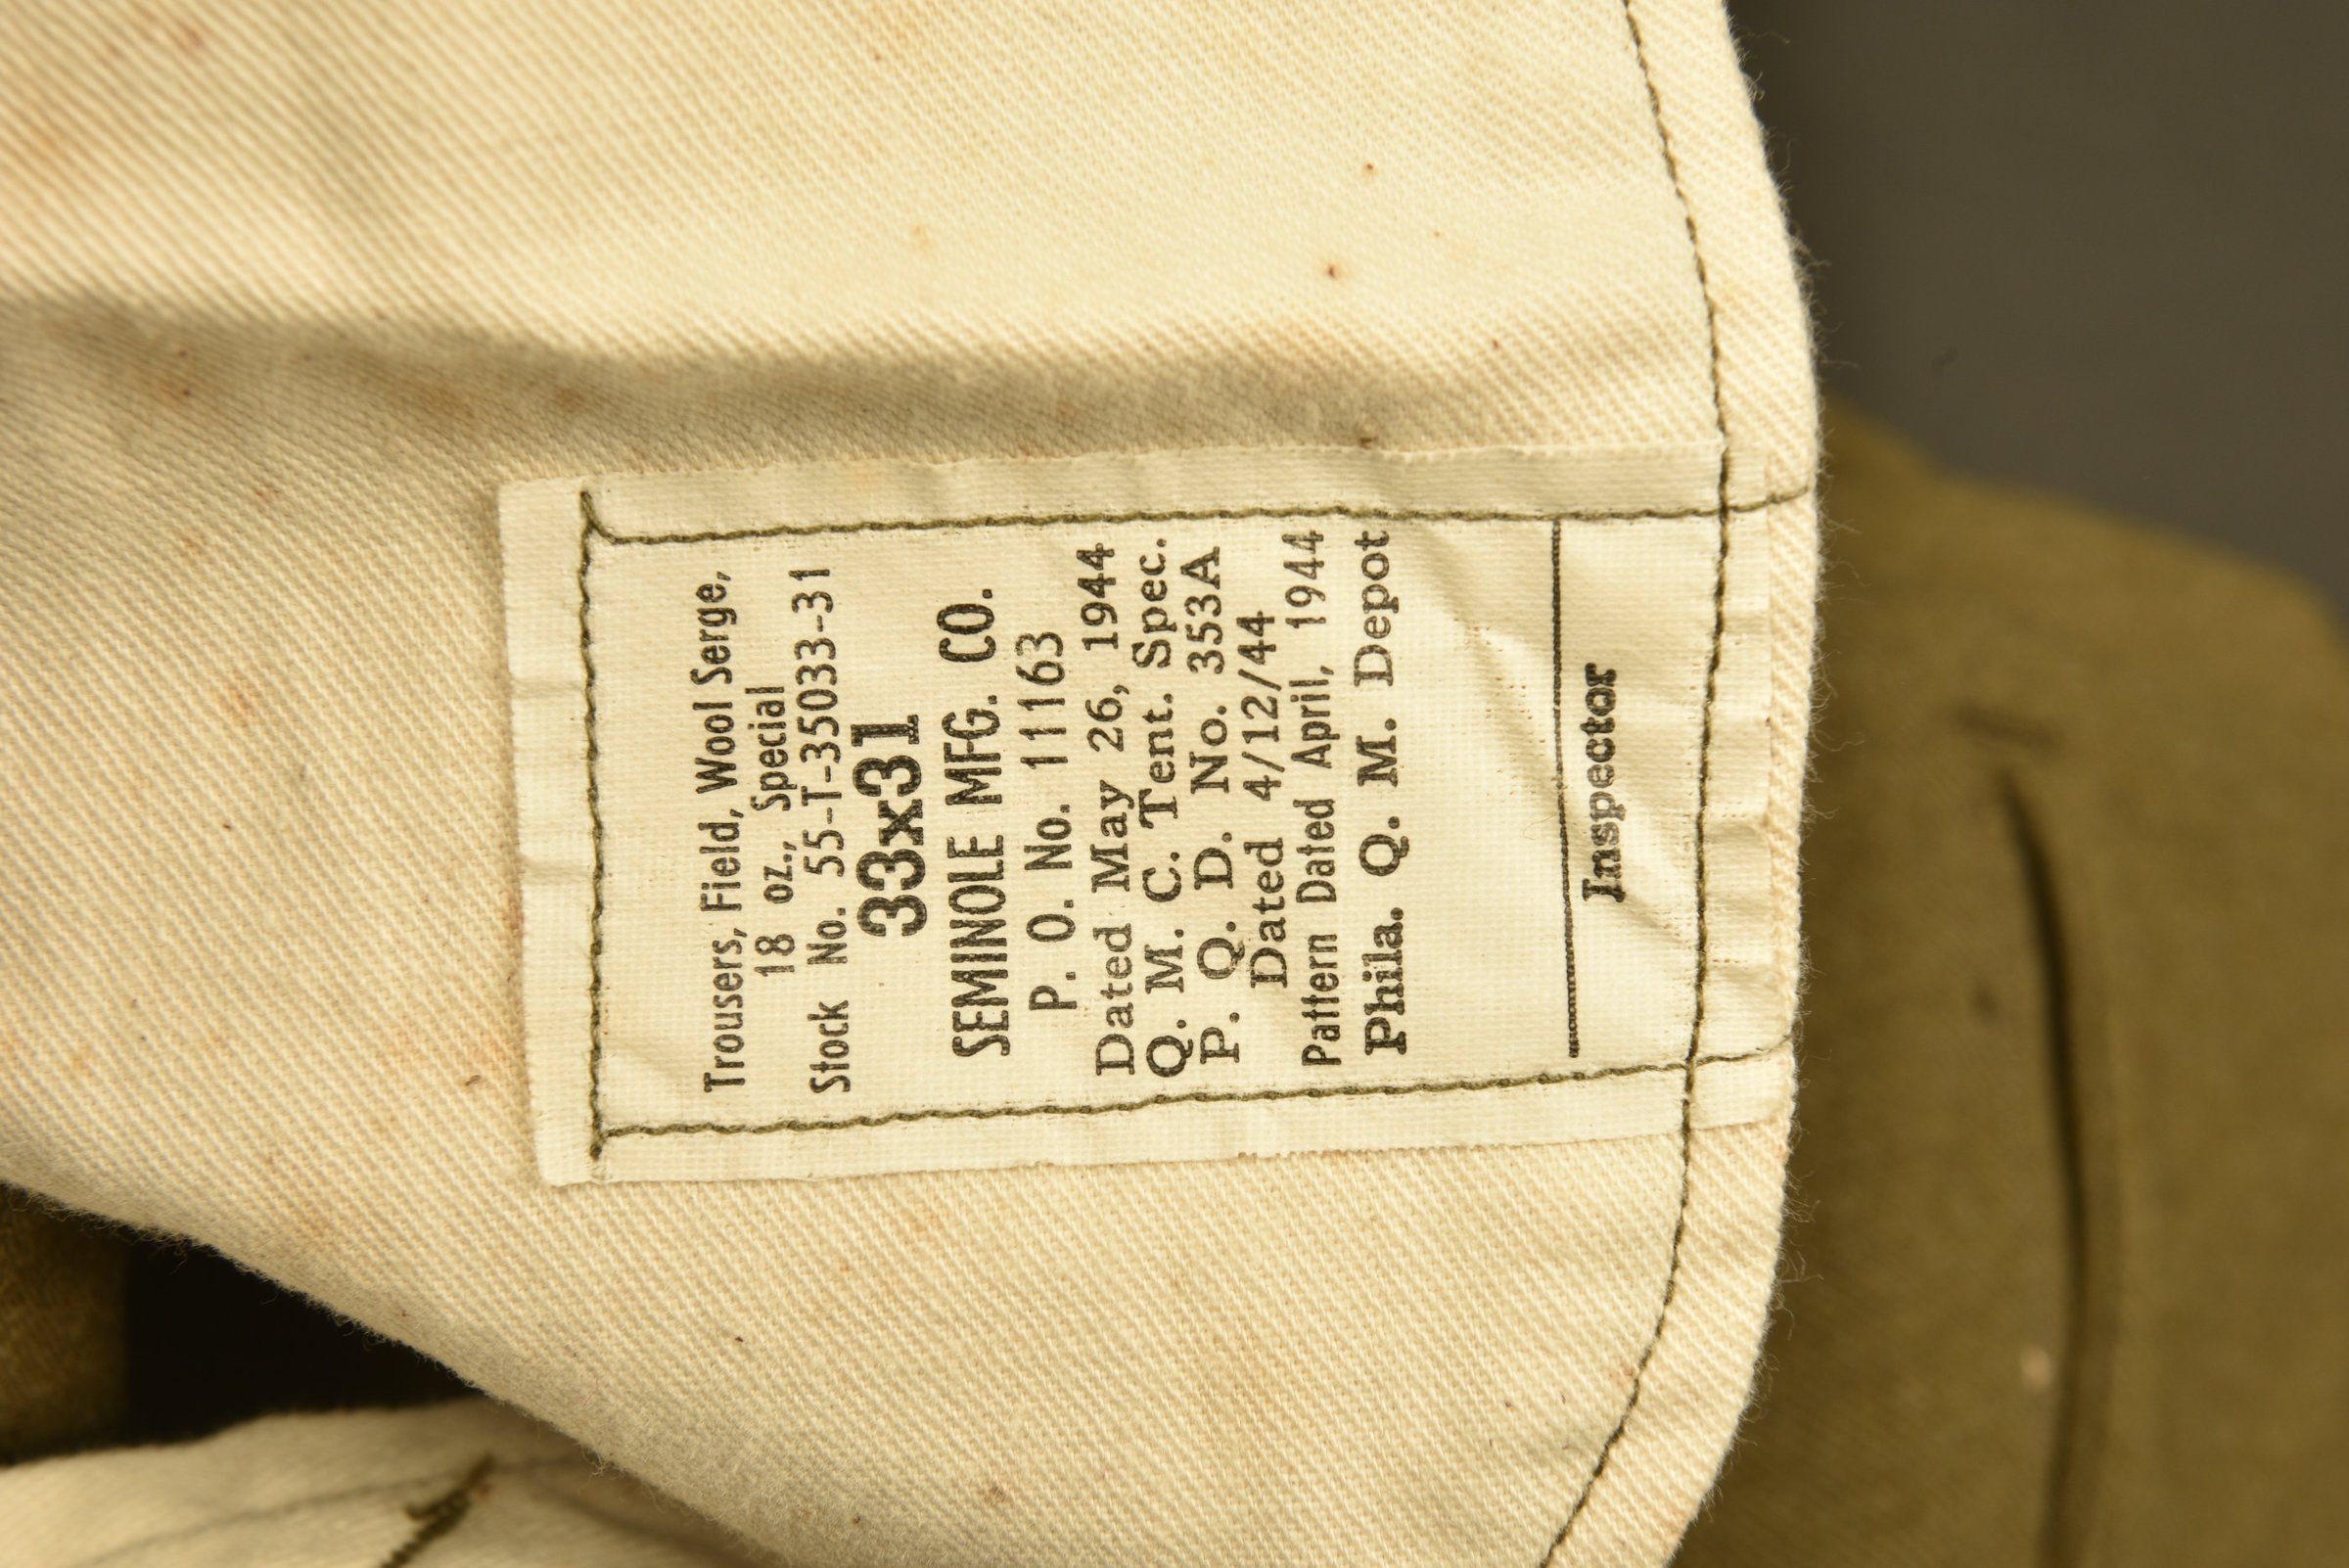 Trousers, Field, Wool Serge,
18 oz., Special
Stock No. 55-T-35033-31
33x31
SEMINOLE MFG. CO.
P. O. No. 11163
Dated May 26, 1944
Q. M. C. Tent. Spec.
P. Q. D. No. 353A
Dated 4/12/44
Pattern Dated April, 1944
Phila. Q. M. Depot
Inspector